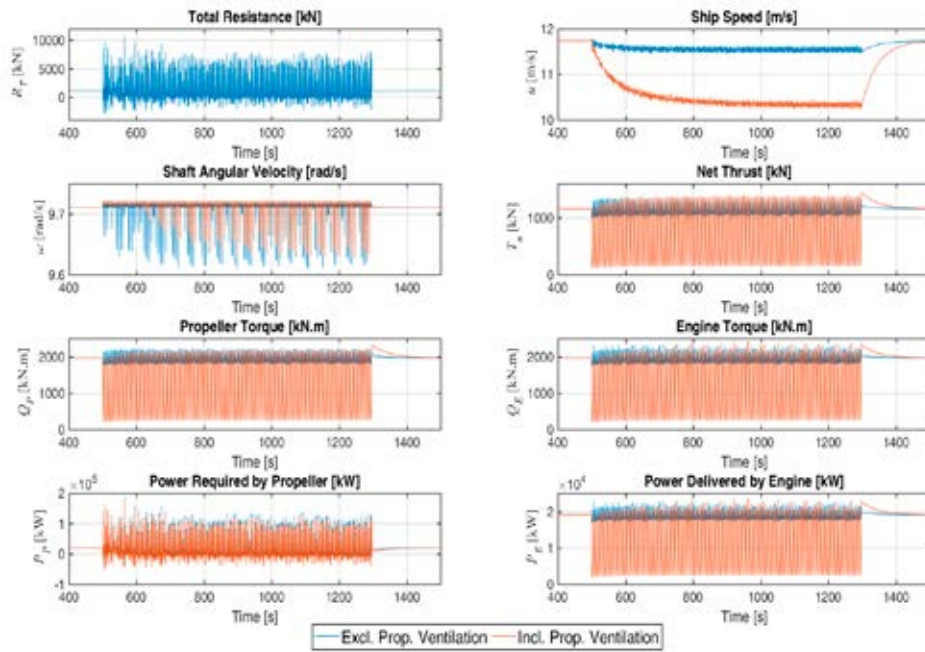 Total Resistance [kN]
R_T [kN]
10000
5000
0
400 600 800 1000 1200 1400
Time [s]
Ship Speed [m/s]
u [m/s]
12
11
10
400 600 800 1000 1200 1400
Time [s]
Shaft Angular Velocity [rad/s]
ω [rad/s]
9.7
9.6
400 600 800 1000 1200 1400
Time [s]
Net Thrust [kN]
[kN]
1000
0
400 600 800 1000 1200 1400
Time [s]
Propeller Torque [kN.m]
Q_P [kN.m]
2000
1000
0
400 600 800 1000 1200 1400
Time [s]
Engine Torque [kN.m]
Q_E [kN.m]
2000
1000
0
400 600 800 1000 1200 1400
Time [s]
Power Required by Propeller [kW]
×10^5
P_P [kW]
2
1
0
-1
400 600 800 1000 1200 1400
Time [s]
Power Delivered by Engine [kW]
×10^4
P_E [kW]
2
1
0
400 600 800 1000 1200 1400
Time [s]
Excl. Prop. Ventilation Incl. Prop. Ventilation